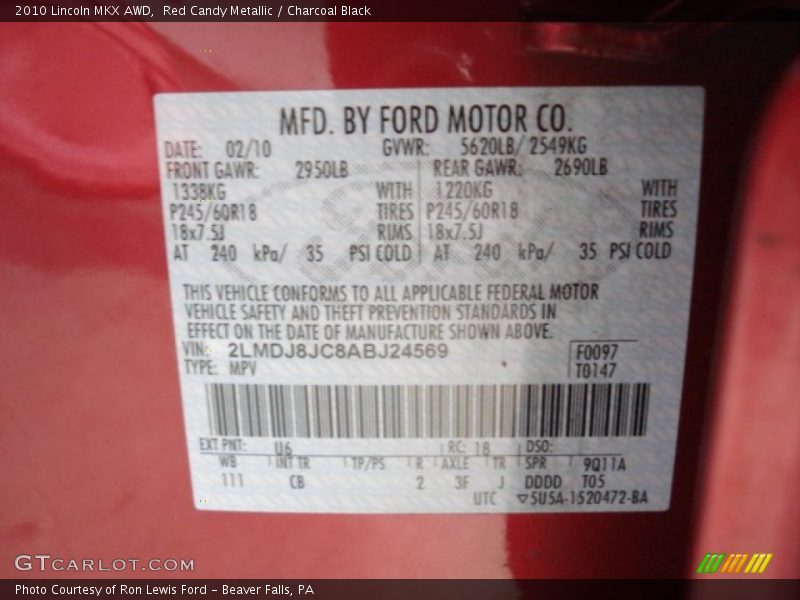 2010 Lincoln MKX AWD,  Red Candy Metallic / Charcoal Black
MFD. BY FORD MOTOR CO.
DATE: 02/10 GVWR: 5620LB/ 2549KG
FRONT GAWR: 2950LB REAR GAWR: 2690LB
1338KG WITH 1220KG WITH
P245/60R18 TIRES P245/60R18 TIRES
18x7.5J RIMS 18x7.5J RIMS
AT 240 kPa/ 35 PSI COLD AT 240 kPa/ 35 PSI COLD
THIS VEHICLE CONFORMS TO ALL APPLICABLE FEDERAL MOTOR
VEHICLE SAFETY AND THEFT PREVENTION STANDARDS IN
EFFECT ON THE DATE OF MANUFACTURE SHOWN ABOVE.
VIN: 2LMDJ8JC8ABJ24569 F0097
TYPE: MPV T0147
EXT PNT: U6 RC: 18 DSO:
WB INT TR TP/PS R AXLE TR SPR 9Q11A
111 CB 2 3F J DDDD T05
UTC ▽5U5A-1520472-BA
GTCARLOT.COM
Photo Courtesy of Ron Lewis Ford – Beaver Falls, PA